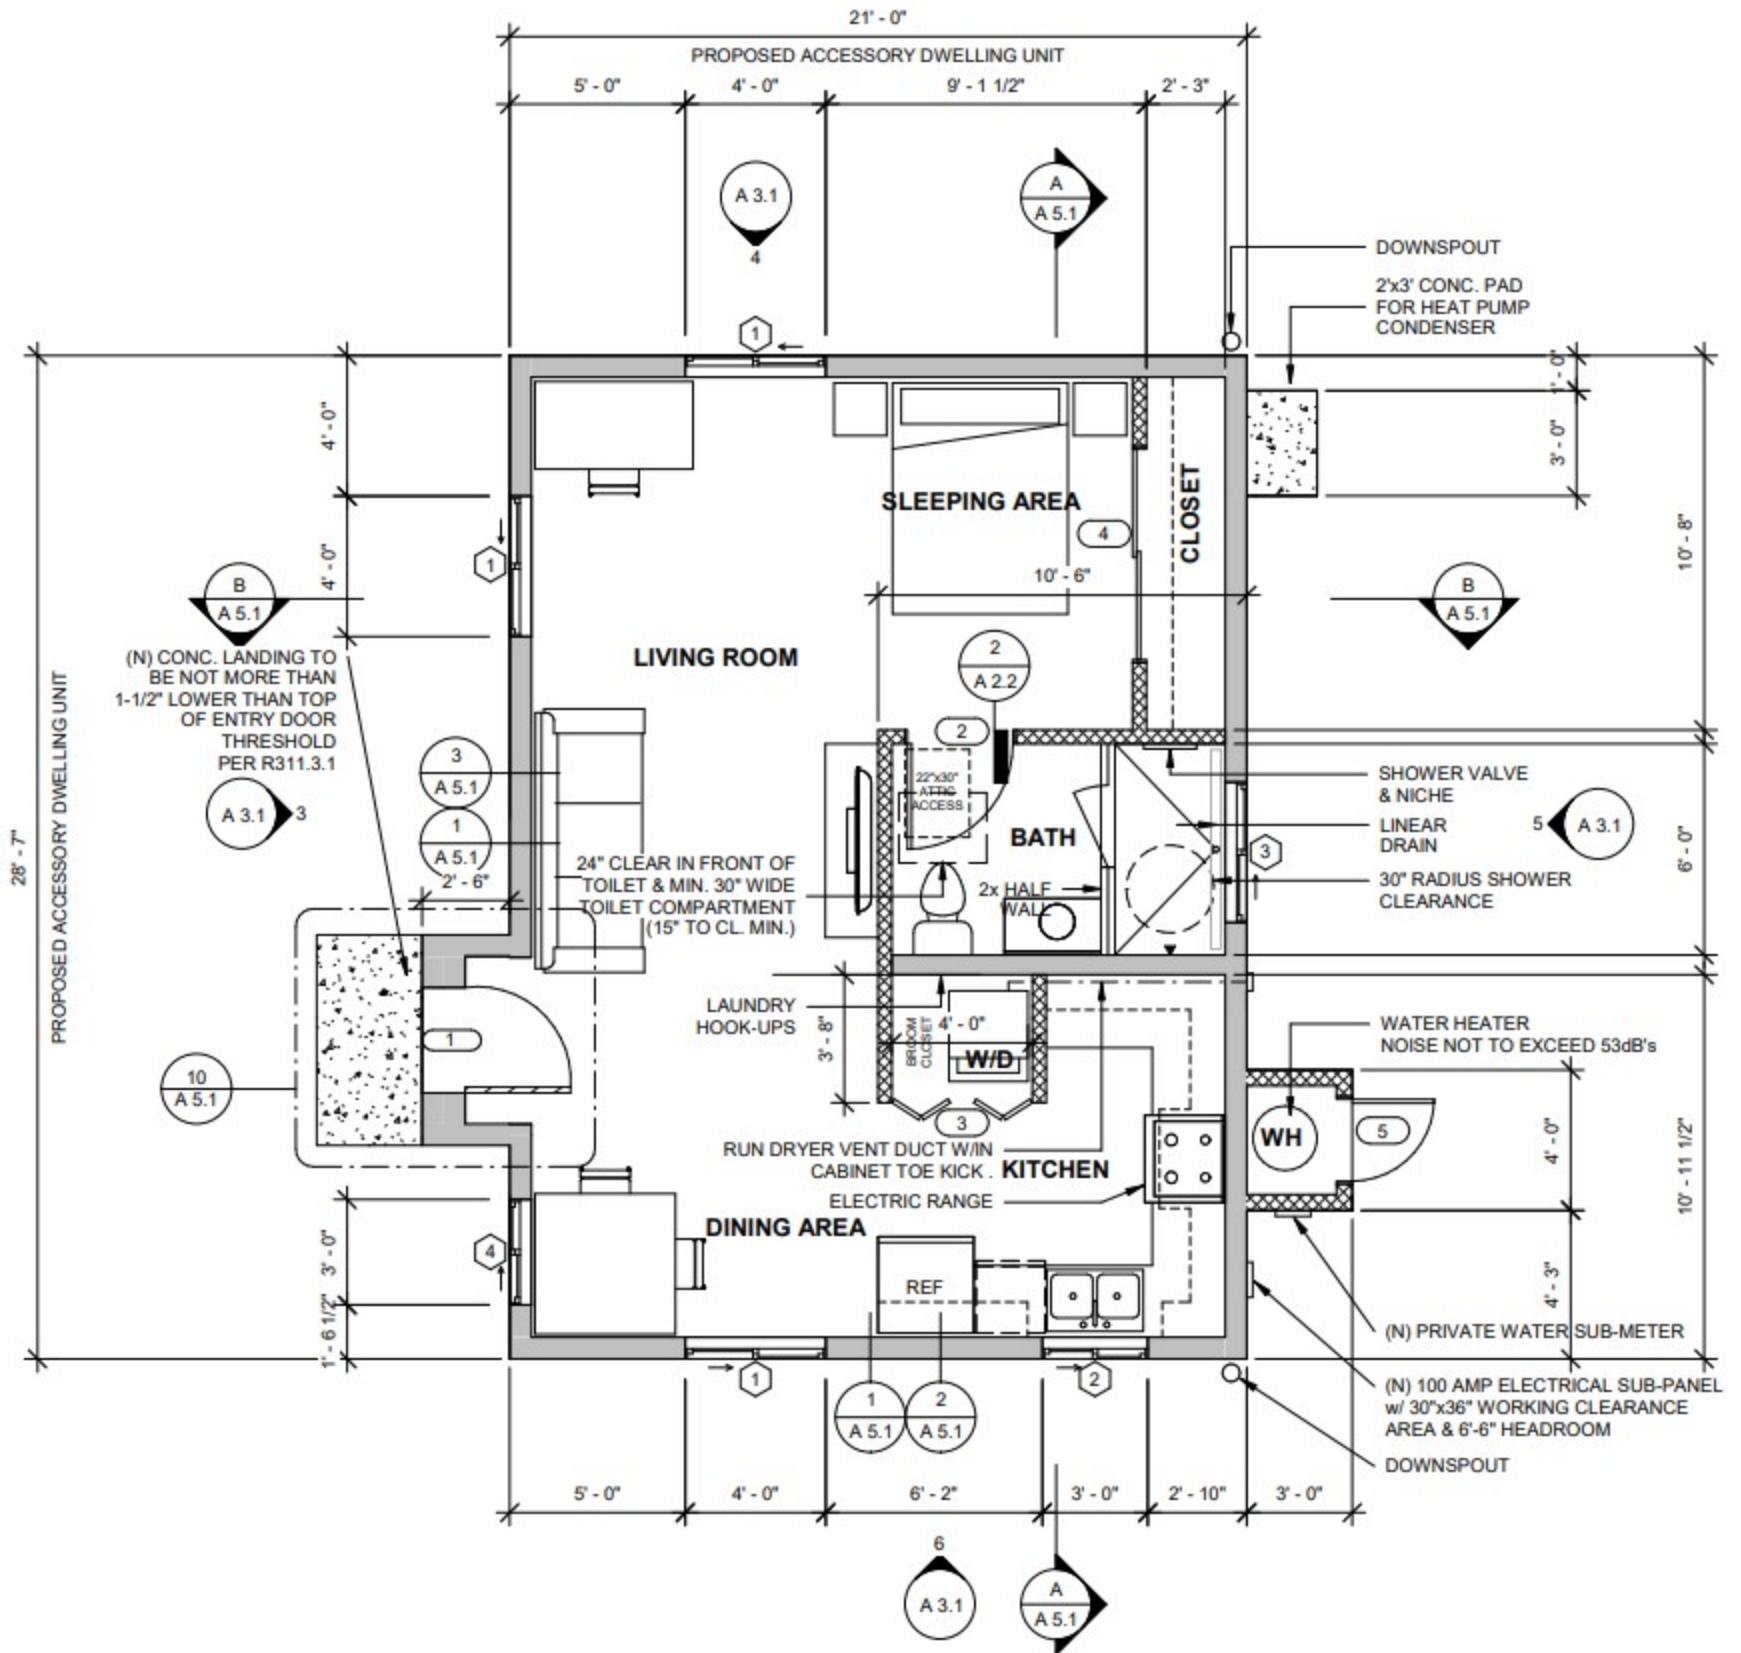 21' - 0"
PROPOSED ACCESSORY DWELLING UNIT
5' - 0"
4' - 0"
9' - 1 1/2"
2' - 3"
A 3.1
4
A
A 5.1
DOWNSPOUT
2'x3' CONC. PAD
FOR HEAT PUMP
CONDENSER
1
1' - 0"
3' - 0"
10' - 8"
4' - 0"
4' - 0"
1
SLEEPING AREA
4
CLOSET
10' - 6"
B
A 5.1
B
A 5.1
(N) CONC. LANDING TO
BE NOT MORE THAN
1-1/2" LOWER THAN TOP
OF ENTRY DOOR
THRESHOLD
PER R311.3.1
LIVING ROOM
2
A 2.2
2
28' - 7"
PROPOSED ACCESSORY DWELLING UNIT
3
A 5.1
1
A 5.1
A 3.1
3
2' - 6"
22"x30"
ATTIC
ACCESS
BATH
SHOWER VALVE
& NICHE
LINEAR
DRAIN
30" RADIUS SHOWER
CLEARANCE
3
5
A 3.1
6' - 0"
24" CLEAR IN FRONT OF
TOILET & MIN. 30" WIDE
TOILET COMPARTMENT
(15" TO CL. MIN.)
2x HALF
WALL
LAUNDRY
HOOK-UPS
3' - 8"
BROOM
CLOSET
4' - 0"
W/D
3
1
10
A 5.1
WATER HEATER
NOISE NOT TO EXCEED 53dB's
WH
5
4' - 0"
10' - 11 1/2"
RUN DRYER VENT DUCT W/IN
CABINET TOE KICK .
KITCHEN
ELECTRIC RANGE
DINING AREA
REF
4
3' - 0"
1' - 6 1/2"
4' - 3"
(N) PRIVATE WATER SUB-METER
(N) 100 AMP ELECTRICAL SUB-PANEL
w/ 30"x36" WORKING CLEARANCE
AREA & 6'-6" HEADROOM
DOWNSPOUT
1
2
1
A 5.1
2
A 5.1
5' - 0"
4' - 0"
6' - 2"
3' - 0"
2' - 10"
3' - 0"
6
A 3.1
A
A 5.1